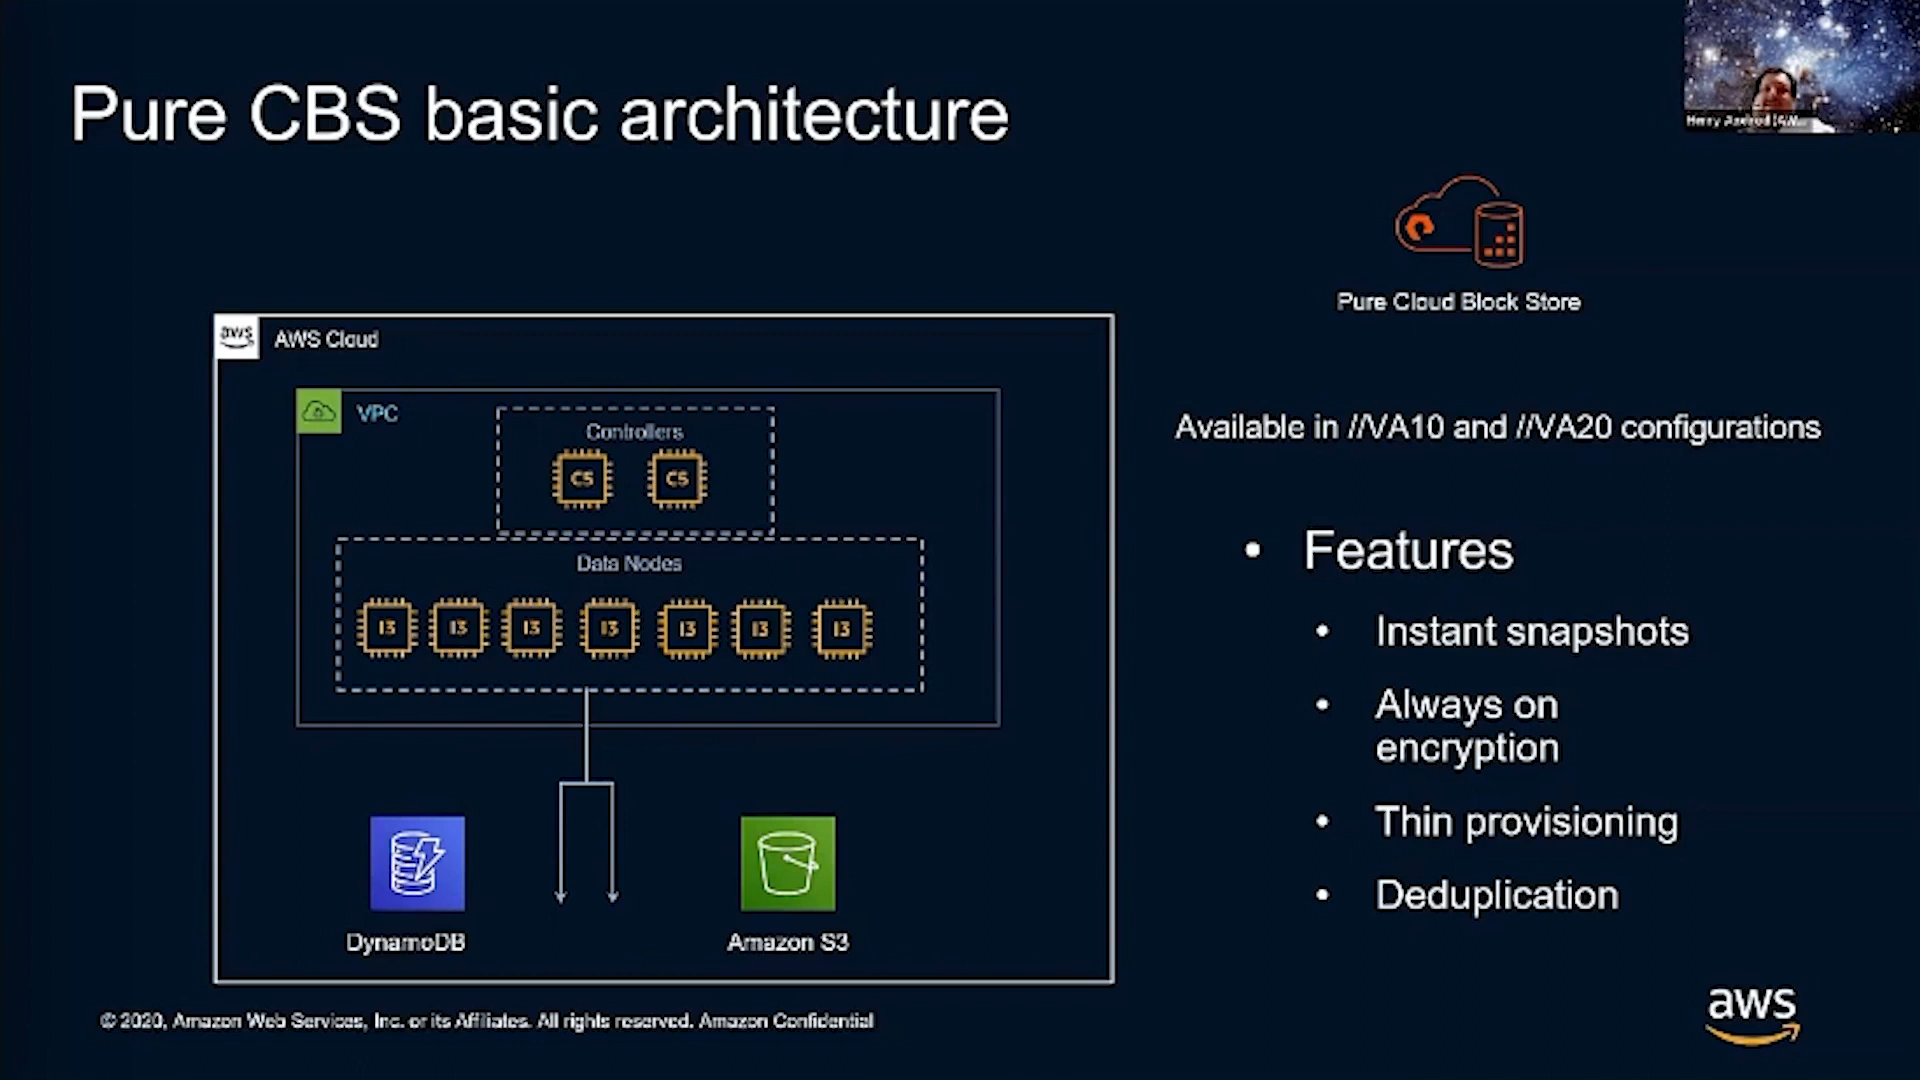 Pure CBS basic architecture
Pure Cloud Block Store
aws
AWS Cloud
VPC
Controllers
C5 C5
Data Nodes
I3 I3 I3 I3 I3 I3 I3
DynamoDB
Amazon S3
Available in //VA10 and //VA20 configurations
• Features
• Instant snapshots
• Always on
encryption
• Thin provisioning
• Deduplication
© 2020, Amazon Web Services, Inc. or its Affiliates. All rights reserved. Amazon Confidential
aws